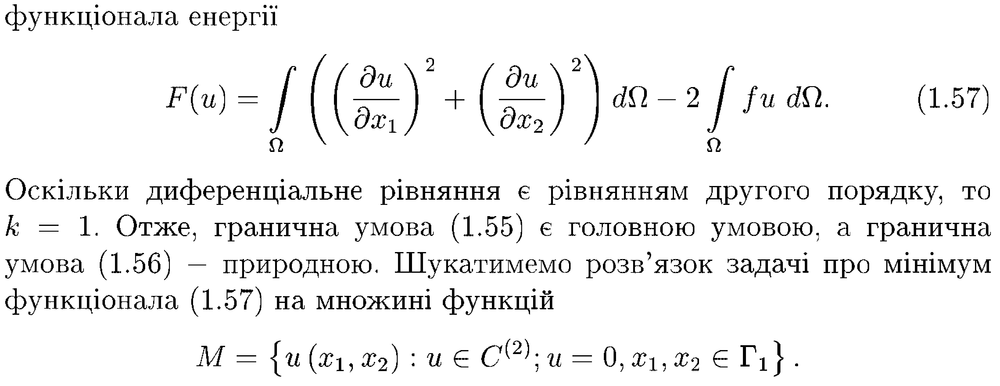 функціонала енергії
$$F(u) = \int\limits_{\Omega} \left( \left( \frac{\partial u}{\partial x_1} \right)^2 + \left( \frac{\partial u}{\partial x_2} \right)^2 \right) d\Omega - 2 \int\limits_{\Omega} fu \ d\Omega. \quad (1.57)$$
Оскільки диференціальне рівняння є рівнянням другого порядку, то
$k = 1$. Отже, гранична умова (1.55) є головною умовою, а гранична
умова (1.56) – природною. Шукатимемо розв’язок задачі про мінімум
функціонала (1.57) на множині функцій
$$M = \left\{ u\left(x_1, x_2\right) : u \in C^{(2)}; u = 0, x_1, x_2 \in \Gamma_1 \right\}.$$